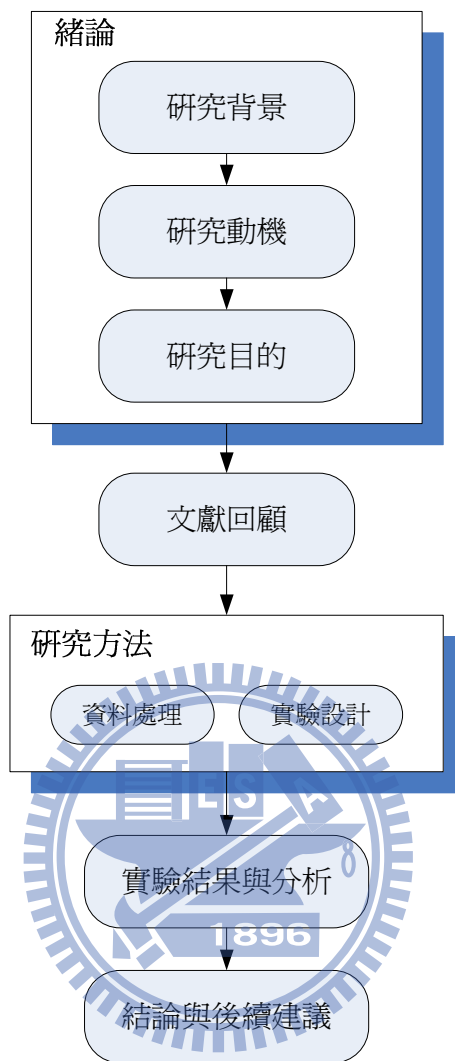 緒論
研究背景
研究動機
研究目的
文獻回顧
研究方法
資料處理
實驗設計
E S A
實驗結果與分析
1896
結論與後續建議